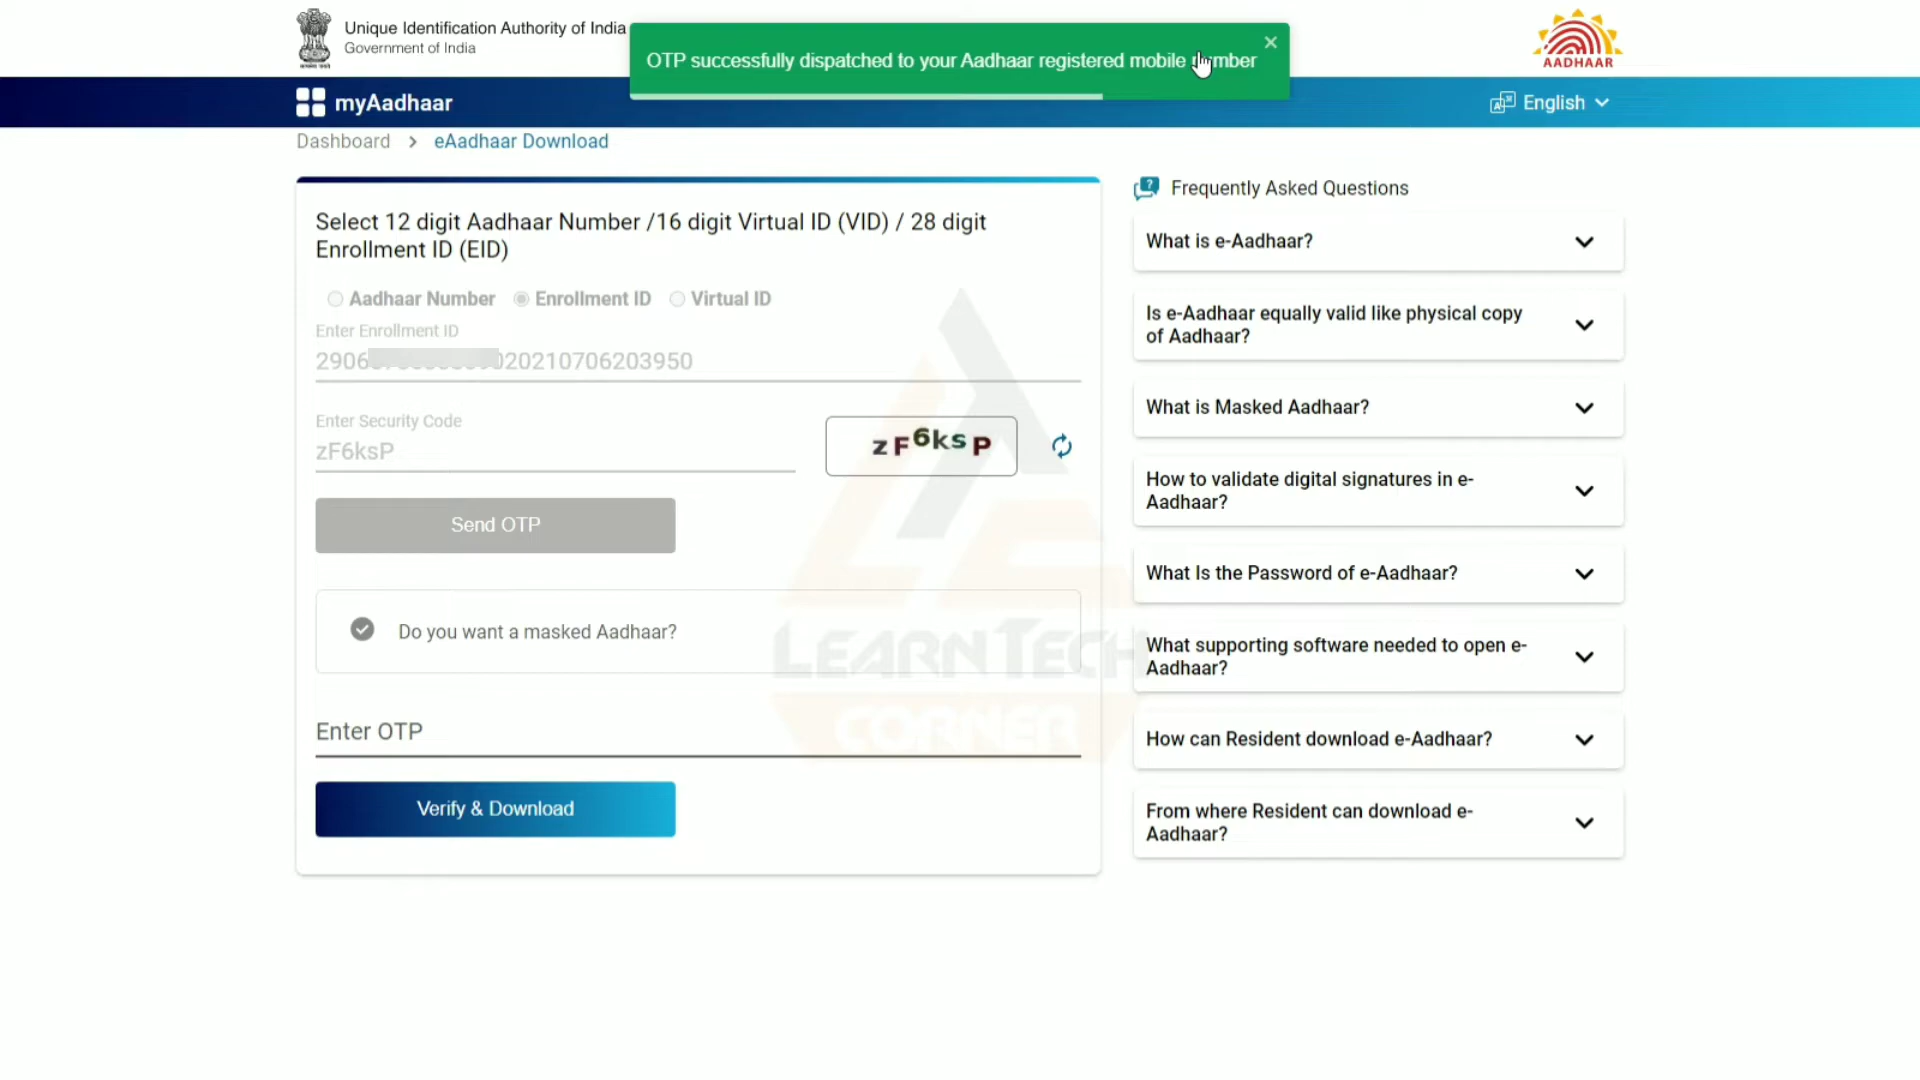 Unique Identification Authority of India
Government of India
OTP successfully dispatched to your Aadhaar registered mobile number
AADHAAR
myAadhaar
English
Dashboard > eAadhaar Download
Select 12 digit Aadhaar Number /16 digit Virtual ID (VID) / 28 digit
Enrollment ID (EID)
Aadhaar Number Enrollment ID Virtual ID
Enter Enrollment ID
Enter Security Code
zF6ksP
zF6ksP
Send OTP
Do you want a masked Aadhaar?
Enter OTP
Verify & Download
LEARNTECH
CORNER
Frequently Asked Questions
What is e-Aadhaar?
Is e-Aadhaar equally valid like physical copy
of Aadhaar?
What is Masked Aadhaar?
How to validate digital signatures in e-
Aadhaar?
What Is the Password of e-Aadhaar?
What supporting software needed to open e-
Aadhaar?
How can Resident download e-Aadhaar?
From where Resident can download e-
Aadhaar?